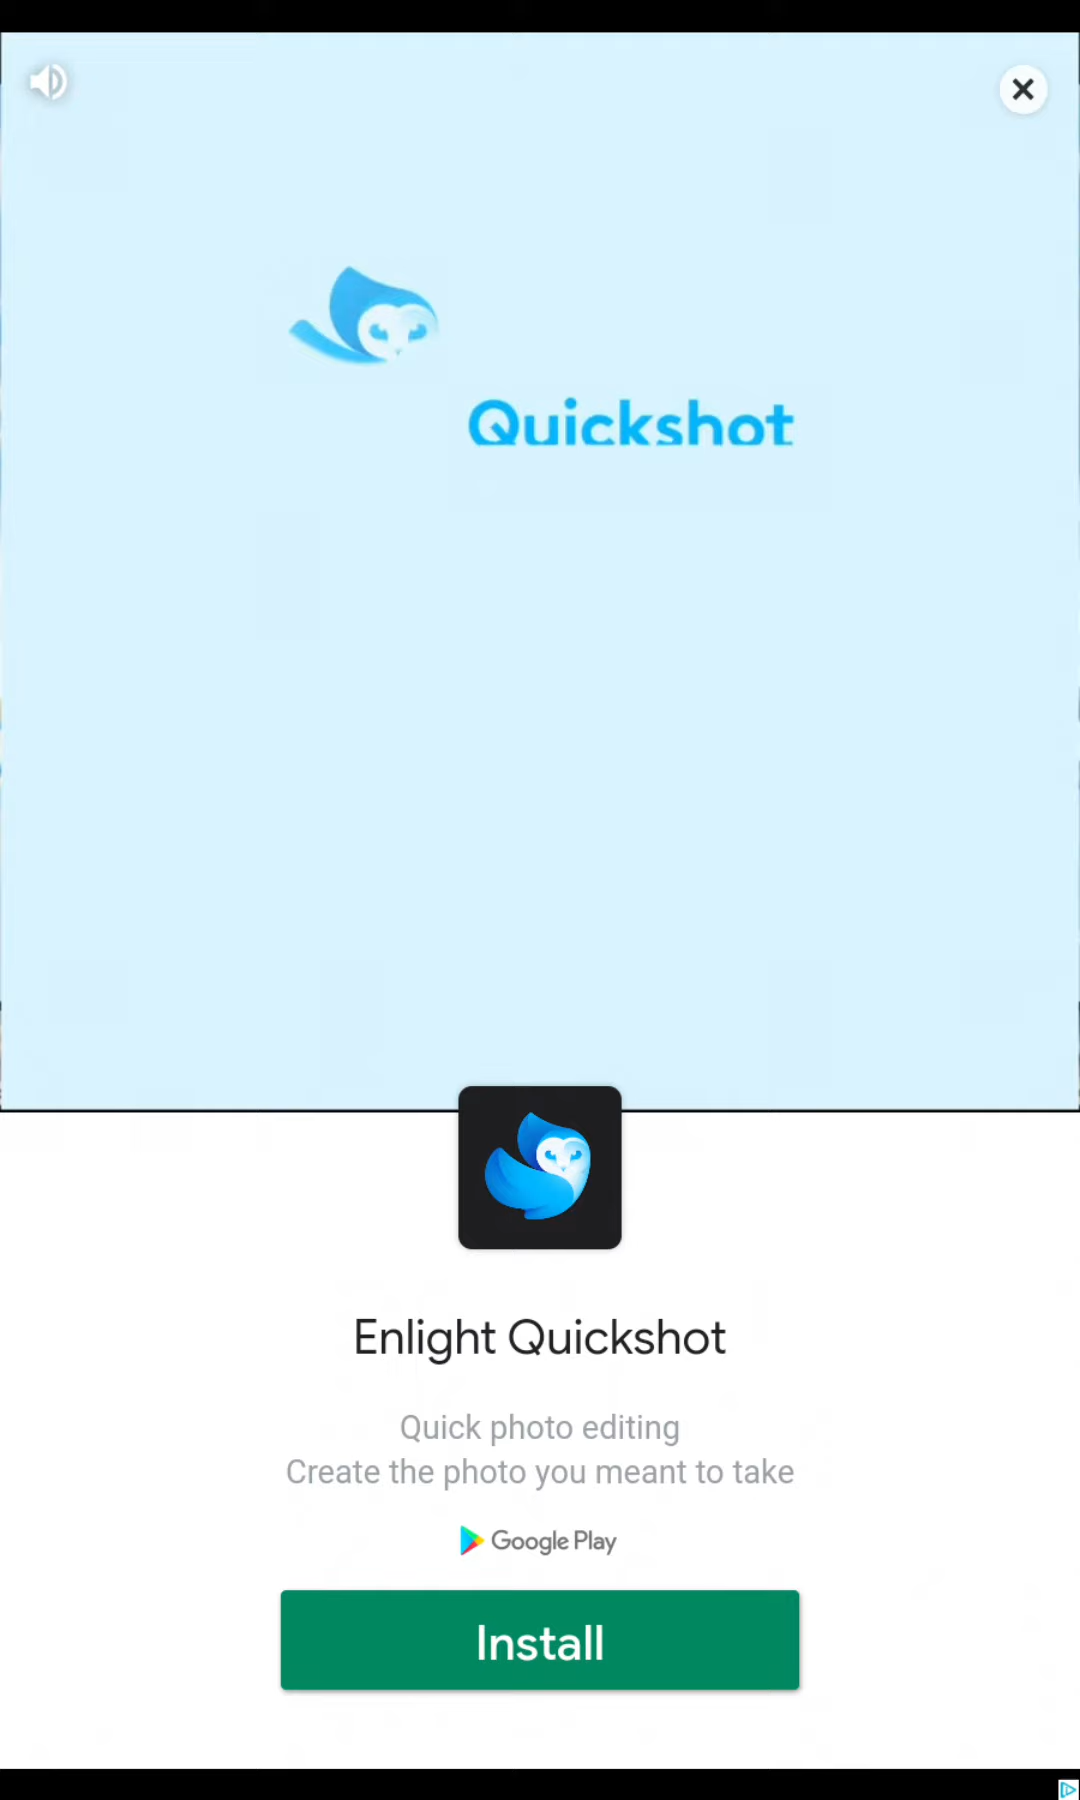 Quickshot
Enlight Quickshot
Quick photo editing
Create the photo you meant to take
Google Play
Install